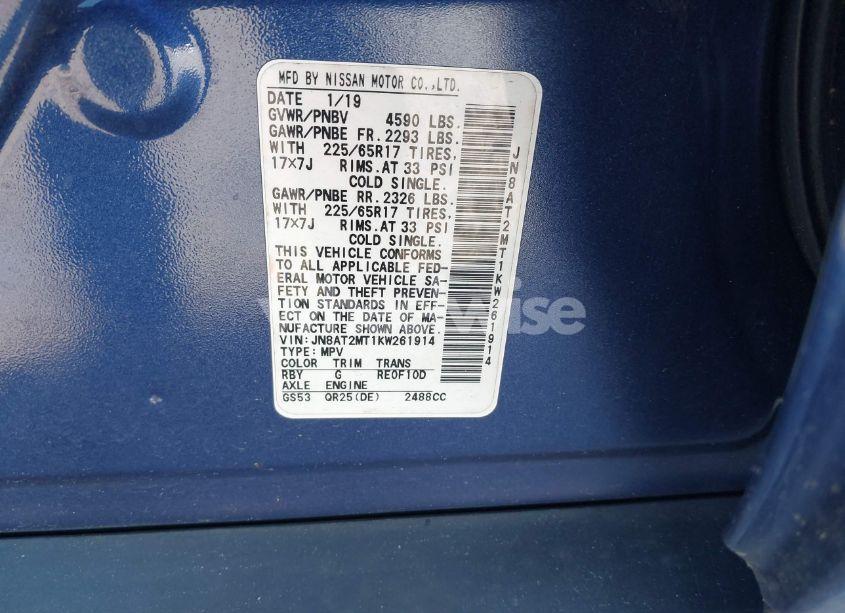 MFD BY NISSAN MOTOR CO.,LTD.
DATE 1/19
GVWR/PNBV 4590 LBS.
GAWR/PNBE FR. 2293 LBS.
WITH 225/65R17 TIRES,
17×7J RIMS.AT 33 PSI
COLD SINGLE.
GAWR/PNBE RR. 2326 LBS.
WITH 225/65R17 TIRES,
17×7J RIMS.AT 33 PSI
COLD SINGLE.
THIS VEHICLE CONFORMS
TO ALL APPLICABLE FED-
ERAL MOTOR VEHICLE SA-
FETY AND THEFT PREVEN-
TION STANDARDS IN EFF-
ECT ON THE DATE OF MA-
NUFACTURE SHOWN ABOVE.
VIN:JN8AT2MT1KW261914
TYPE:MPV
COLOR TRIM TRANS
RBY G RE0F10D
AXLE ENGINE
GS53 QR25(DE) 2488CC
JN8AT2MT1KW261914